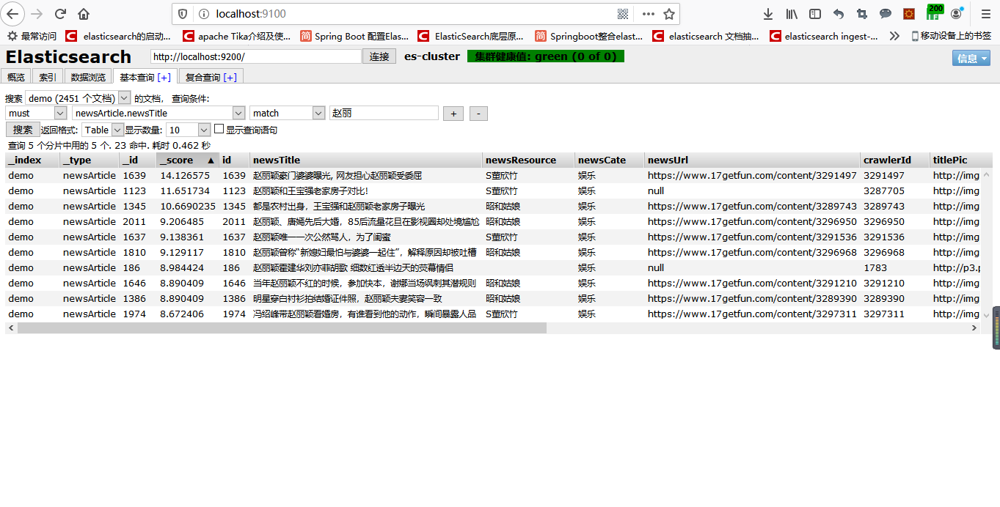 localhost:9100
200
最常访问 elasticsearch的启动... apache Tika介绍及使... Spring Boot 配置Elas... ElasticSearch底层原... Springboot整合elast... elasticsearch 文档抽... elasticsearch ingest-... 移动设备上的书签
Elasticsearch http://localhost:9200/ 连接 es-cluster 集群健康值: green (0 of 0) 信息
概览 索引 数据浏览 基本查询 [+] 复合查询 [+]
搜索 demo (2451 个文档) 的文档， 查询条件:
must newsArticle.newsTitle match 赵丽 + -
搜索 返回格式: Table 显示数量: 10 显示查询语句
查询 5 个分片中用的 5 个. 23 命中. 耗时 0.462 秒
_index _type _id _score ▲ id newsTitle newsResource newsCate newsUrl crawlerId titlePic
demo newsArticle 1639 14.126575 1639 赵丽颖豪门婆婆曝光, 网友担心赵丽颖受委屈 S董欣竹 娱乐 https://www.17getfun.com/content/3291497 3291497 http://img
demo newsArticle 1123 11.651734 1123 赵丽颖和王宝强老家房子对比! S董欣竹 娱乐 null 3287705 http://img
demo newsArticle 1345 10.6690235 1345 都是农村出身，王宝强和赵丽颖老家房子曝光 昭和姑娘 娱乐 https://www.17getfun.com/content/3289743 3289743 http://img
demo newsArticle 2011 9.206485 2011 赵丽颖、唐嫣先后大婚，85后流量花旦在影视圈却处境尴尬 昭和姑娘 娱乐 https://www.17getfun.com/content/3296950 3296950 http://img
demo newsArticle 1637 9.138361 1637 赵丽颖唯一一次公然骂人，为了闺蜜 S董欣竹 娱乐 https://www.17getfun.com/content/3291536 3291536 http://img
demo newsArticle 1810 9.129117 1810 赵丽颖曾称“新媳妇最怕与婆婆一起住”，解释原因却被吐槽 昭和姑娘 娱乐 https://www.17getfun.com/content/3296968 3296968 http://img
demo newsArticle 186 8.984424 186 赵丽颖霍建华刘亦菲胡歌 细数红透半边天的荧幕情侣 娱乐 null 1783 http://p3.p
demo newsArticle 1646 8.890409 1646 当年赵丽颖不红的时候，参加快本，谢娜当场讽刺其潜规则 昭和姑娘 娱乐 https://www.17getfun.com/content/3291210 3291210 http://img
demo newsArticle 1386 8.890409 1386 明星穿白衬衫拍结婚证件照，赵丽颖夫妻笑容一致 昭和姑娘 娱乐 https://www.17getfun.com/content/3289390 3289390 http://img
demo newsArticle 1974 8.672406 1974 冯绍峰带赵丽颖看婚房，有谁看到他的动作，瞬间暴露人品 S董欣竹 娱乐 https://www.17getfun.com/content/3297311 3297311 http://img